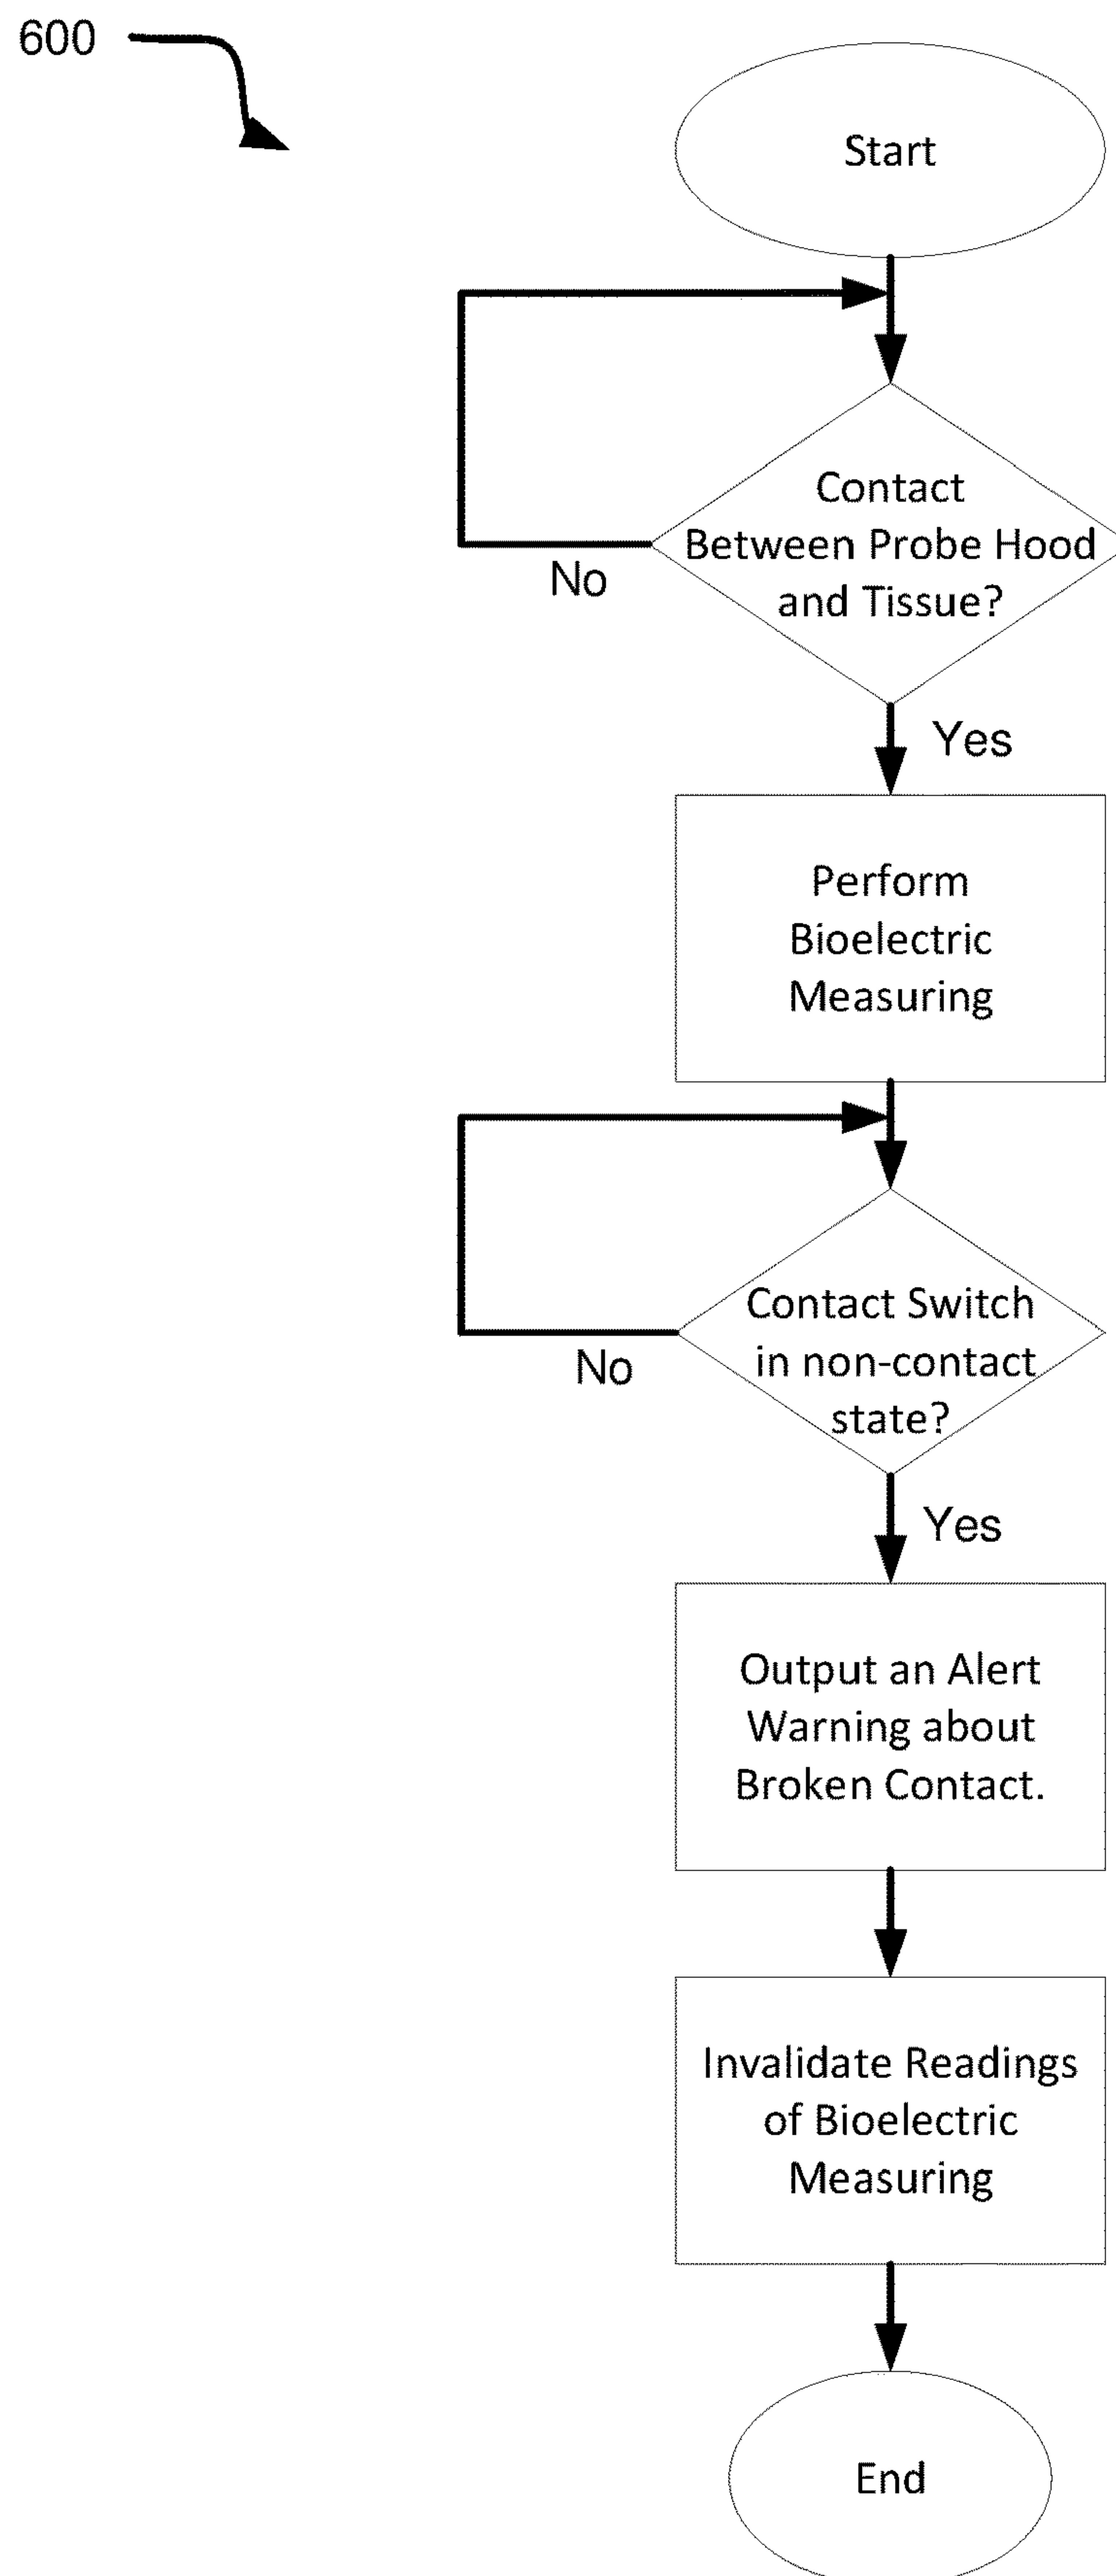 600
Start
Contact
Between Probe Hood
and Tissue?
No
Yes
Perform
Bioelectric
Measuring
Contact Switch
in non-contact
state?
No
Yes
Output an Alert
Warning about
Broken Contact.
Invalidate Readings
of Bioelectric
Measuring
End